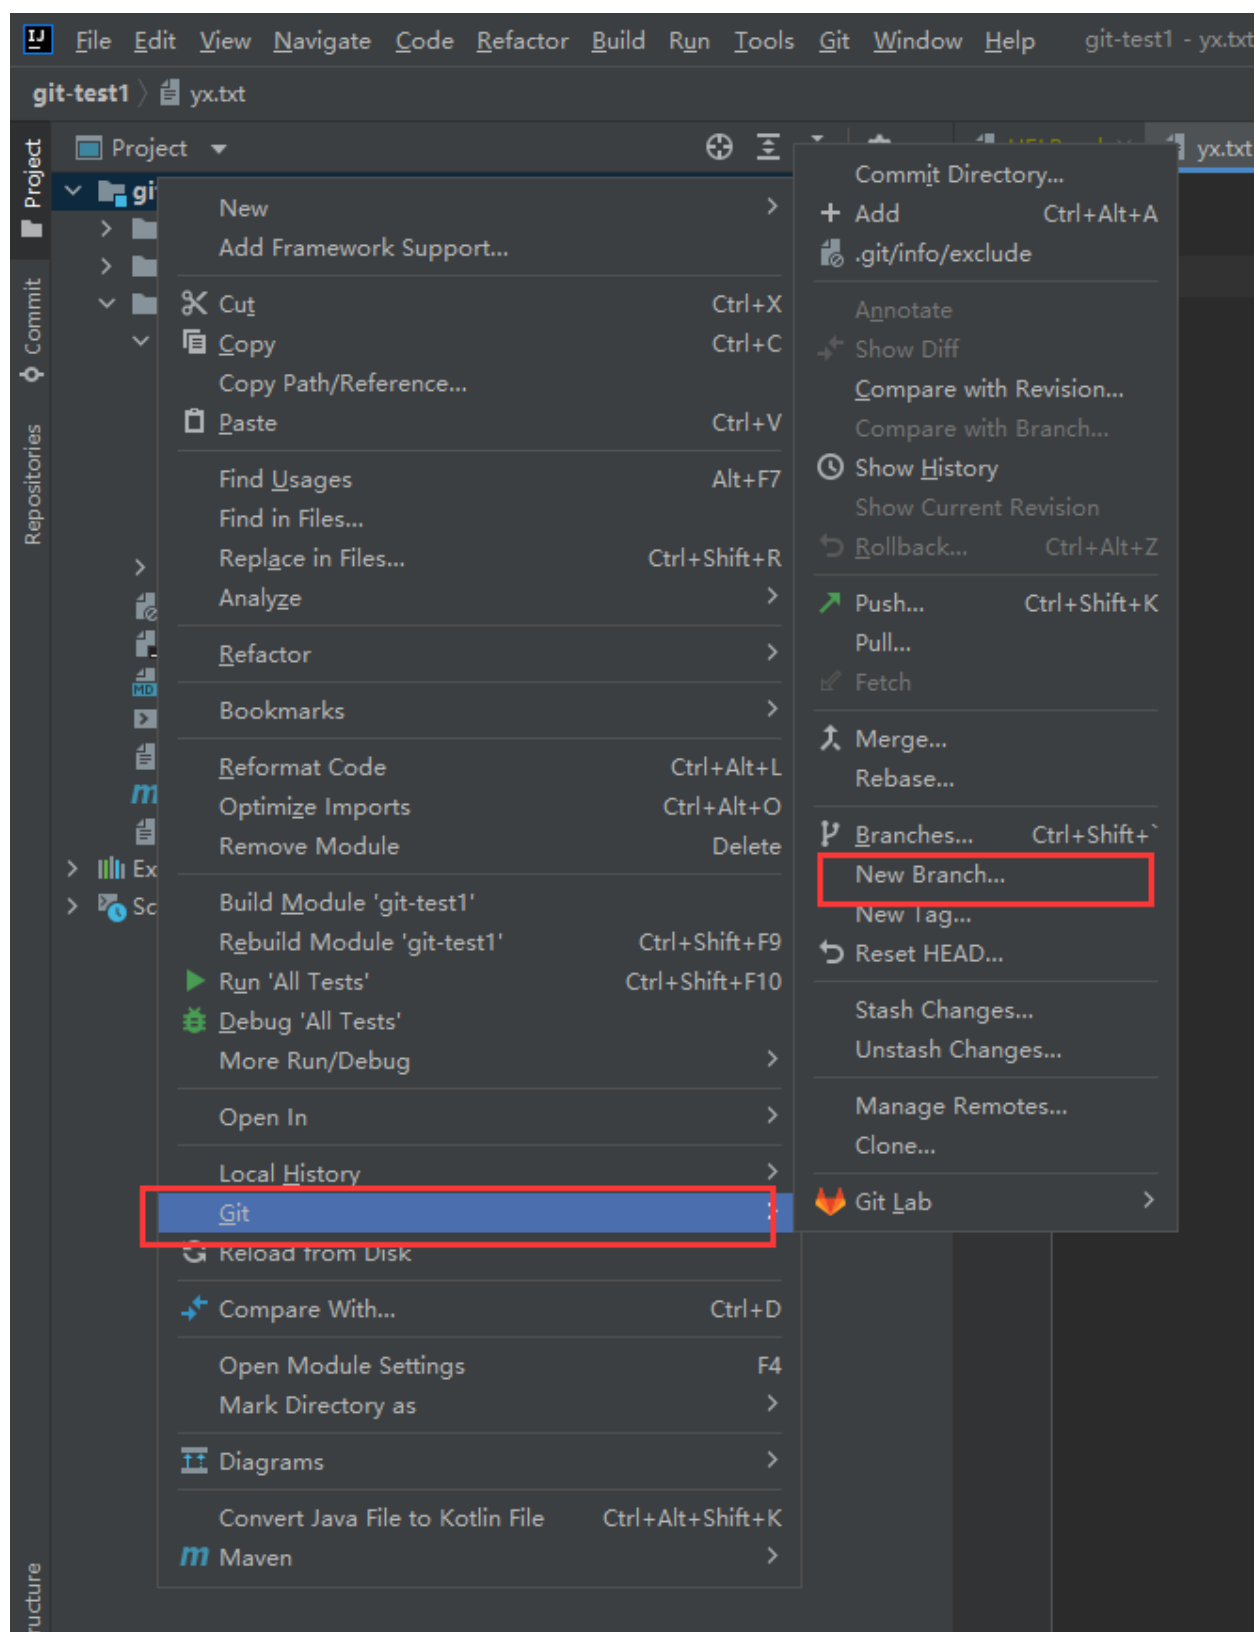 IJ File Edit View Navigate Code Refactor Build Run Tools Git Window Help git-test1 - yx.txt
git-test1 yx.txt
Project
yx.txt
Project
Commit
Repositories
New
Add Framework Support...
Cut Ctrl+X
Copy Ctrl+C
Copy Path/Reference...
Paste Ctrl+V
Find Usages Alt+F7
Find in Files...
Replace in Files... Ctrl+Shift+R
Analyze
Refactor
Bookmarks
Reformat Code Ctrl+Alt+L
Optimize Imports Ctrl+Alt+O
Remove Module Delete
Build Module 'git-test1'
Rebuild Module 'git-test1' Ctrl+Shift+F9
Run 'All Tests' Ctrl+Shift+F10
Debug 'All Tests'
More Run/Debug
Open In
Local History
Git
Reload from Disk
Compare With... Ctrl+D
Open Module Settings F4
Mark Directory as
Diagrams
Convert Java File to Kotlin File Ctrl+Alt+Shift+K
Maven
Commit Directory...
Add Ctrl+Alt+A
.git/info/exclude
Annotate
Show Diff
Compare with Revision...
Compare with Branch...
Show History
Show Current Revision
Rollback... Ctrl+Alt+Z
Push... Ctrl+Shift+K
Pull...
Fetch
Merge...
Rebase...
Branches... Ctrl+Shift+`
New Branch...
New Tag...
Reset HEAD...
Stash Changes...
Unstash Changes...
Manage Remotes...
Clone...
Git Lab
MD
Ex
Sc